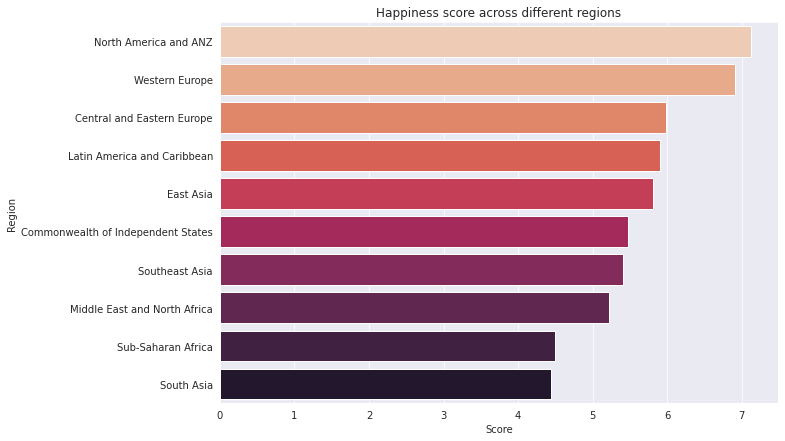 Happiness score across different regions
Region
North America and ANZ
Western Europe
Central and Eastern Europe
Latin America and Caribbean
East Asia
Commonwealth of Independent States
Southeast Asia
Middle East and North Africa
Sub-Saharan Africa
South Asia
0 1 2 3 4 5 6 7
Score